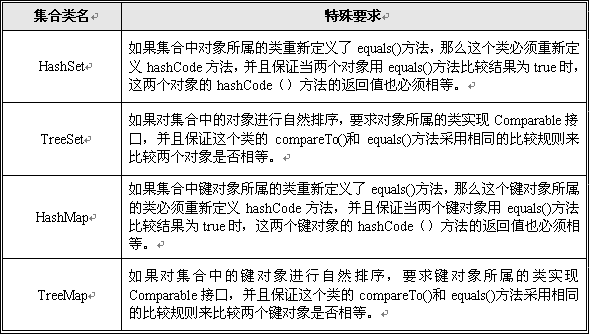 集合类名
特殊要求
HashSet
如果集合中对象所属的类重新定义了 equals()方法，那么这个类必须重新定
义 hashCode 方法，并且保证当两个对象用 equals()方法比较结果为 true 时，
这两个对象的 hashCode（）方法的返回值也必须相等。
TreeSet
如果对集合中的对象进行自然排序，要求对象所属的类实现 Comparable 接
口，并且保证这个类的 compareTo()和 equals()方法采用相同的比较规则来
比较两个对象是否相等。
HashMap
如果集合中键对象所属的类重新定义了 equals()方法，那么这个键对象所属
的类必须重新定义 hashCode 方法，并且保证当两个键对象用 equals()方法
比较结果为 true 时，这两个键对象的 hashCode（）方法的返回值也必须相
等。
TreeMap
如果对集合中的键对象进行自然排序，要求键对象所属的类实现
Comparable 接口，并且保证这个类的 compareTo()和 equals()方法采用相同
的比较规则来比较两个键对象是否相等。